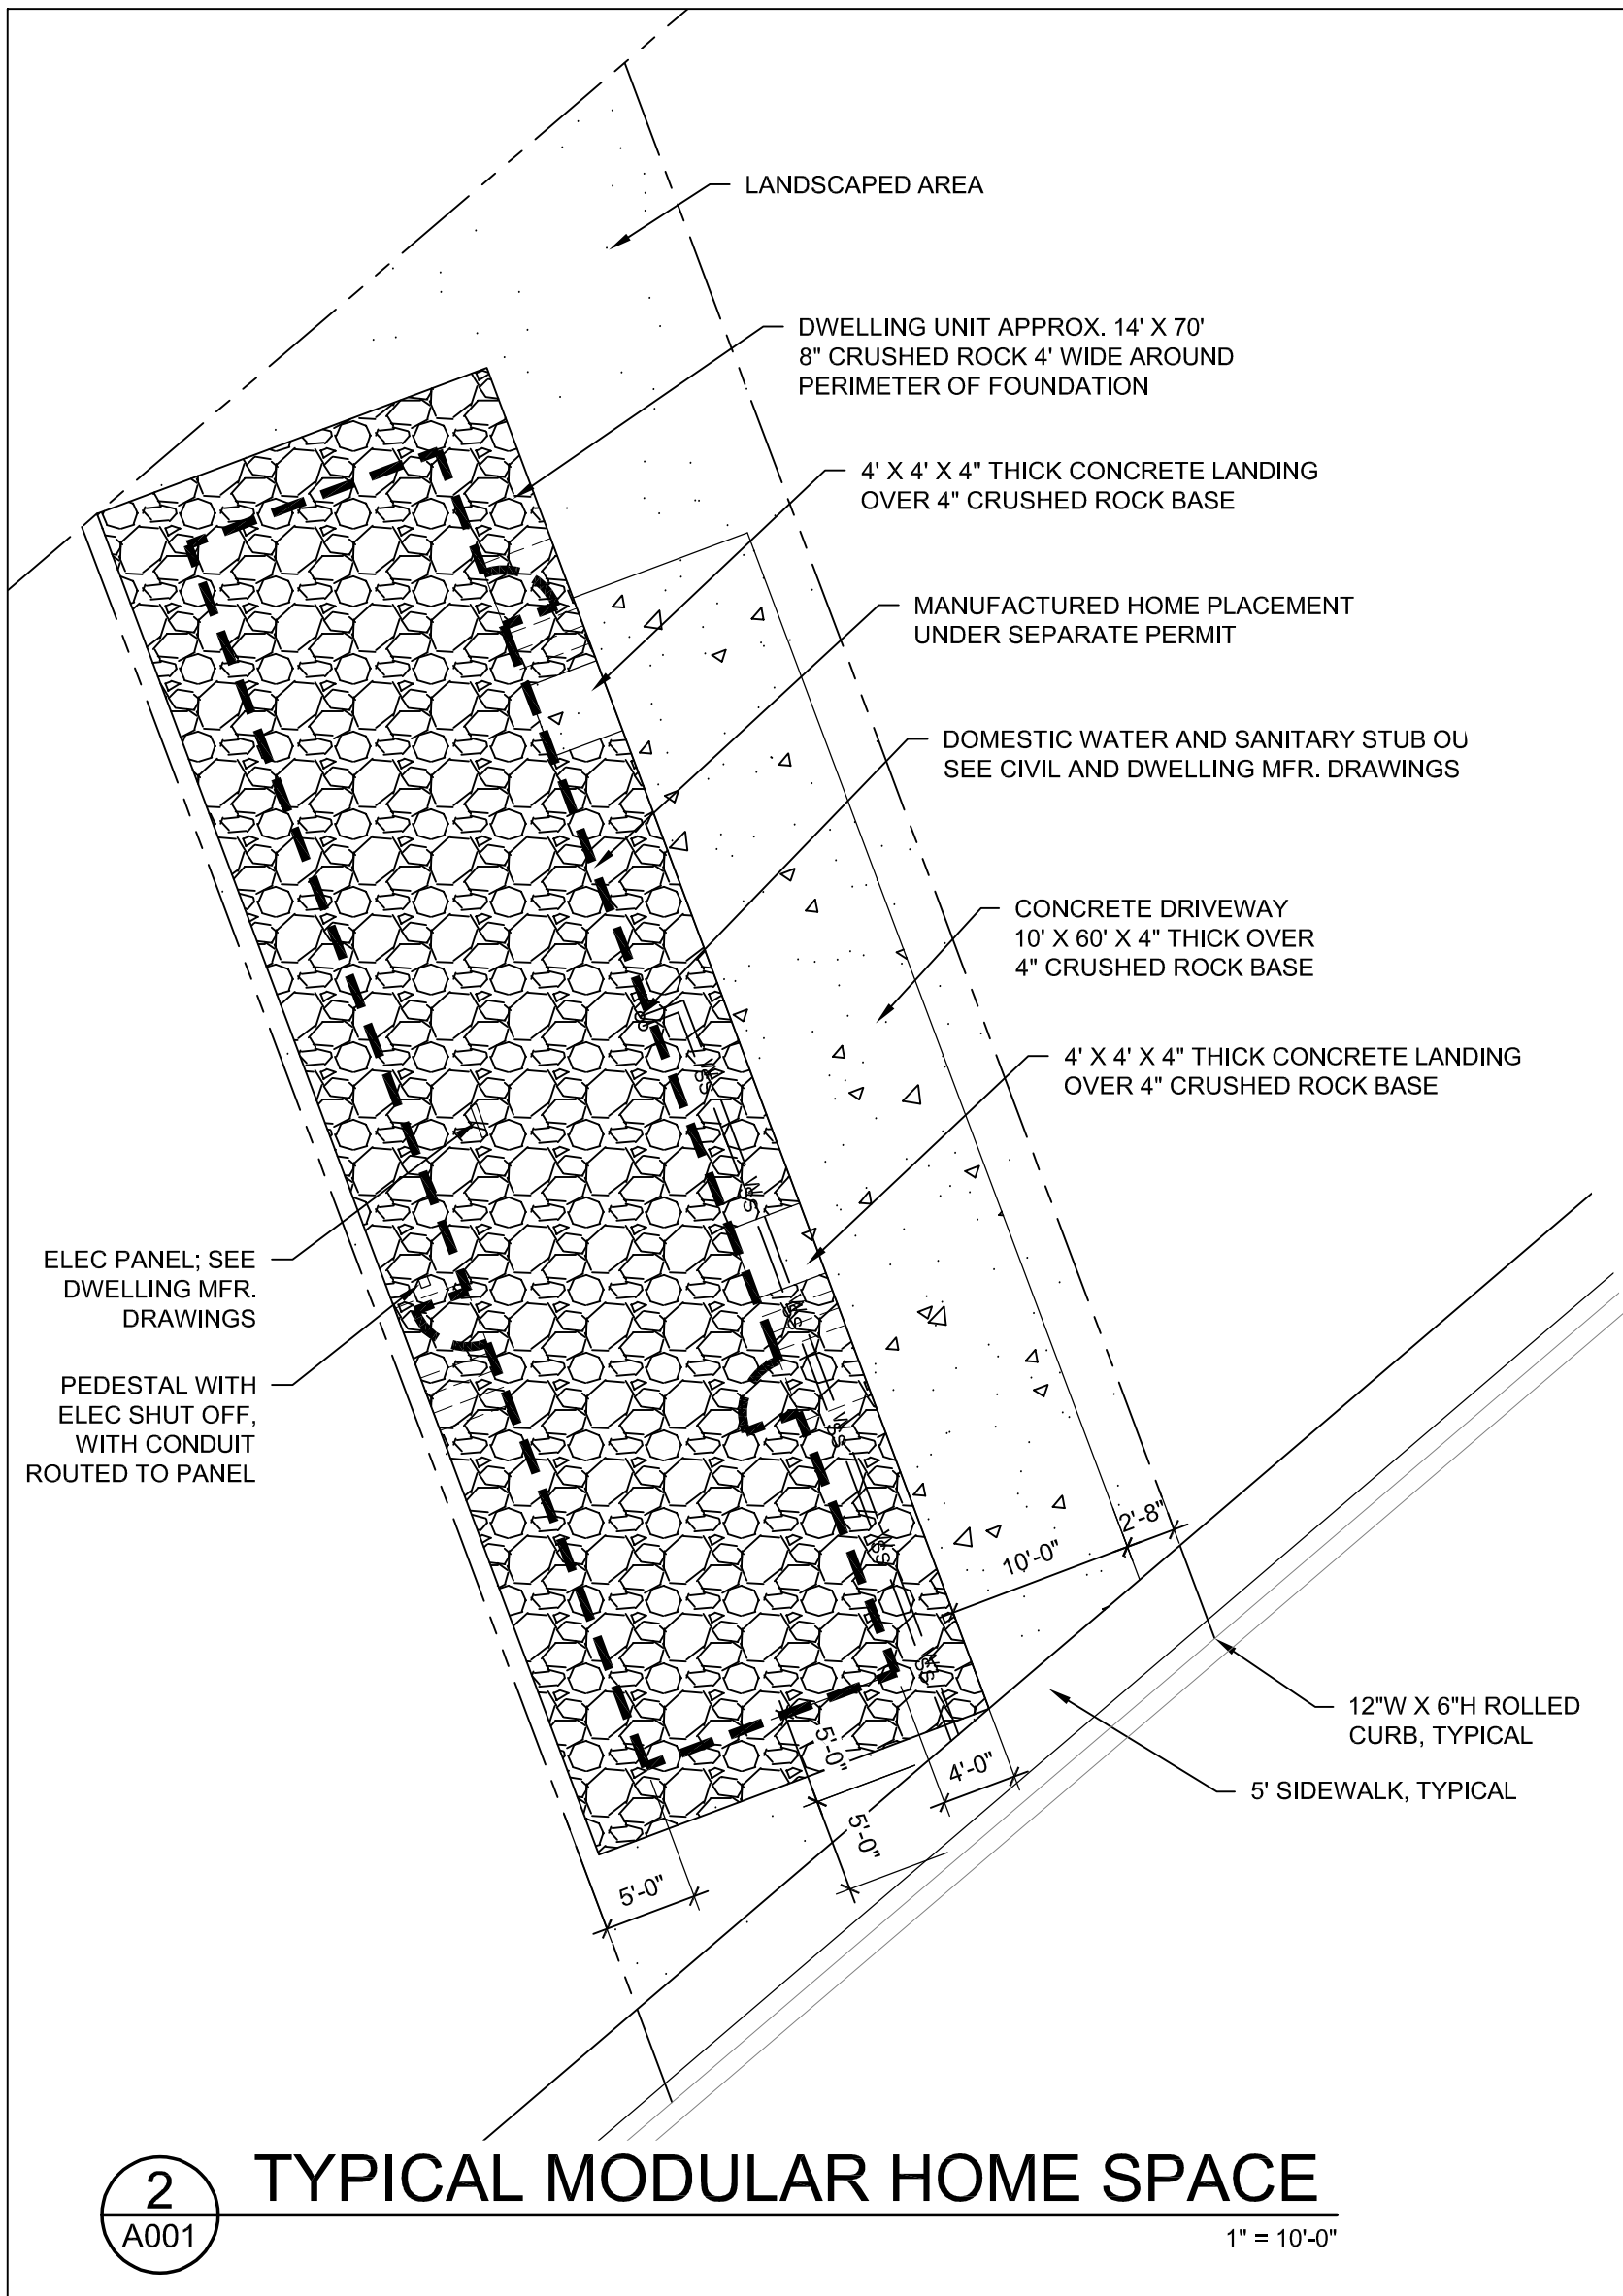 LANDSCAPED AREA
DWELLING UNIT APPROX. 14' X 70'
8" CRUSHED ROCK 4' WIDE AROUND
PERIMETER OF FOUNDATION
4' X 4' X 4" THICK CONCRETE LANDING
OVER 4" CRUSHED ROCK BASE
MANUFACTURED HOME PLACEMENT
UNDER SEPARATE PERMIT
DOMESTIC WATER AND SANITARY STUB OU
SEE CIVIL AND DWELLING MFR. DRAWINGS
CONCRETE DRIVEWAY
10' X 60' X 4" THICK OVER
4" CRUSHED ROCK BASE
4' X 4' X 4" THICK CONCRETE LANDING
OVER 4" CRUSHED ROCK BASE
ELEC PANEL; SEE
DWELLING MFR.
DRAWINGS
PEDESTAL WITH
ELEC SHUT OFF,
WITH CONDUIT
ROUTED TO PANEL
2'-8"
10'-0"
12"W X 6"H ROLLED
CURB, TYPICAL
5' SIDEWALK, TYPICAL
5'-0"
4'-0"
5'-0"
5'-0"
2
A001
TYPICAL MODULAR HOME SPACE
1" = 10'-0"